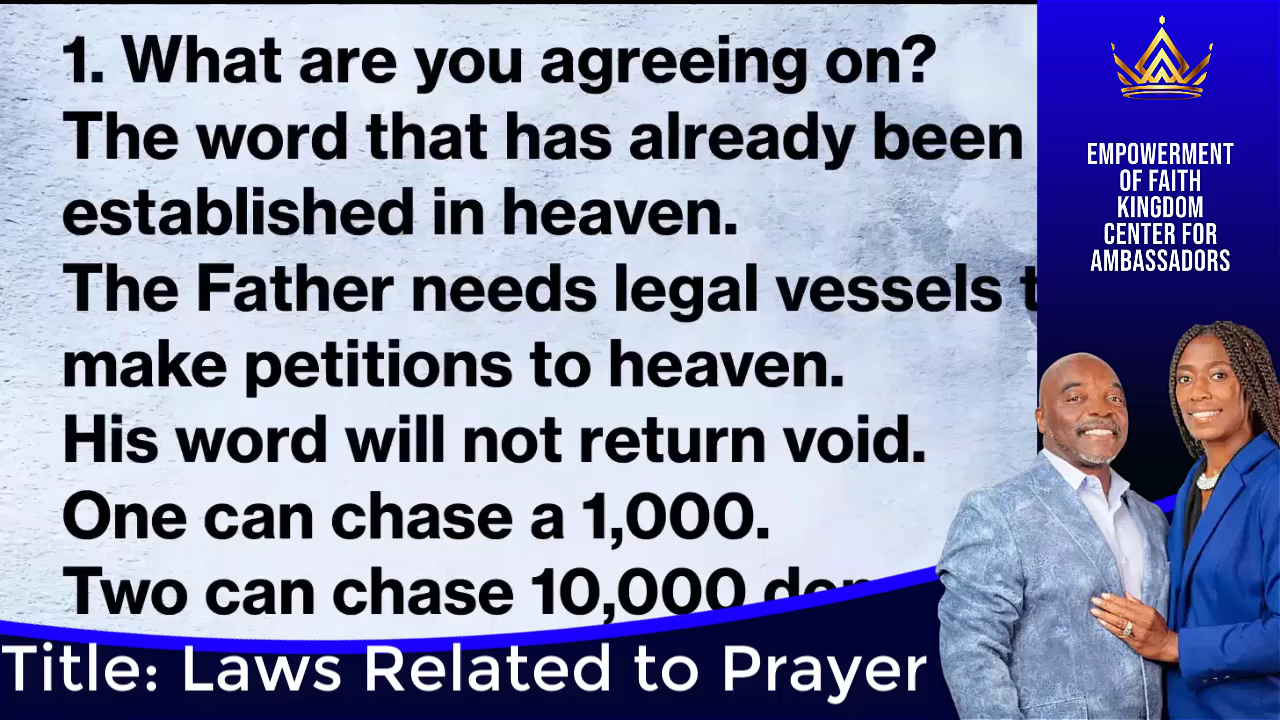 1. What are you agreeing on?
The word that has already been
established in heaven.
The Father needs legal vessels
make petitions to heaven.
His word will not return void.
One can chase a 1,000.
Two can chase 10,000
Title: Laws Related to Prayer
EMPOWERMENT
OF FAITH
KINGDOM
CENTER FOR
AMBASSADORS